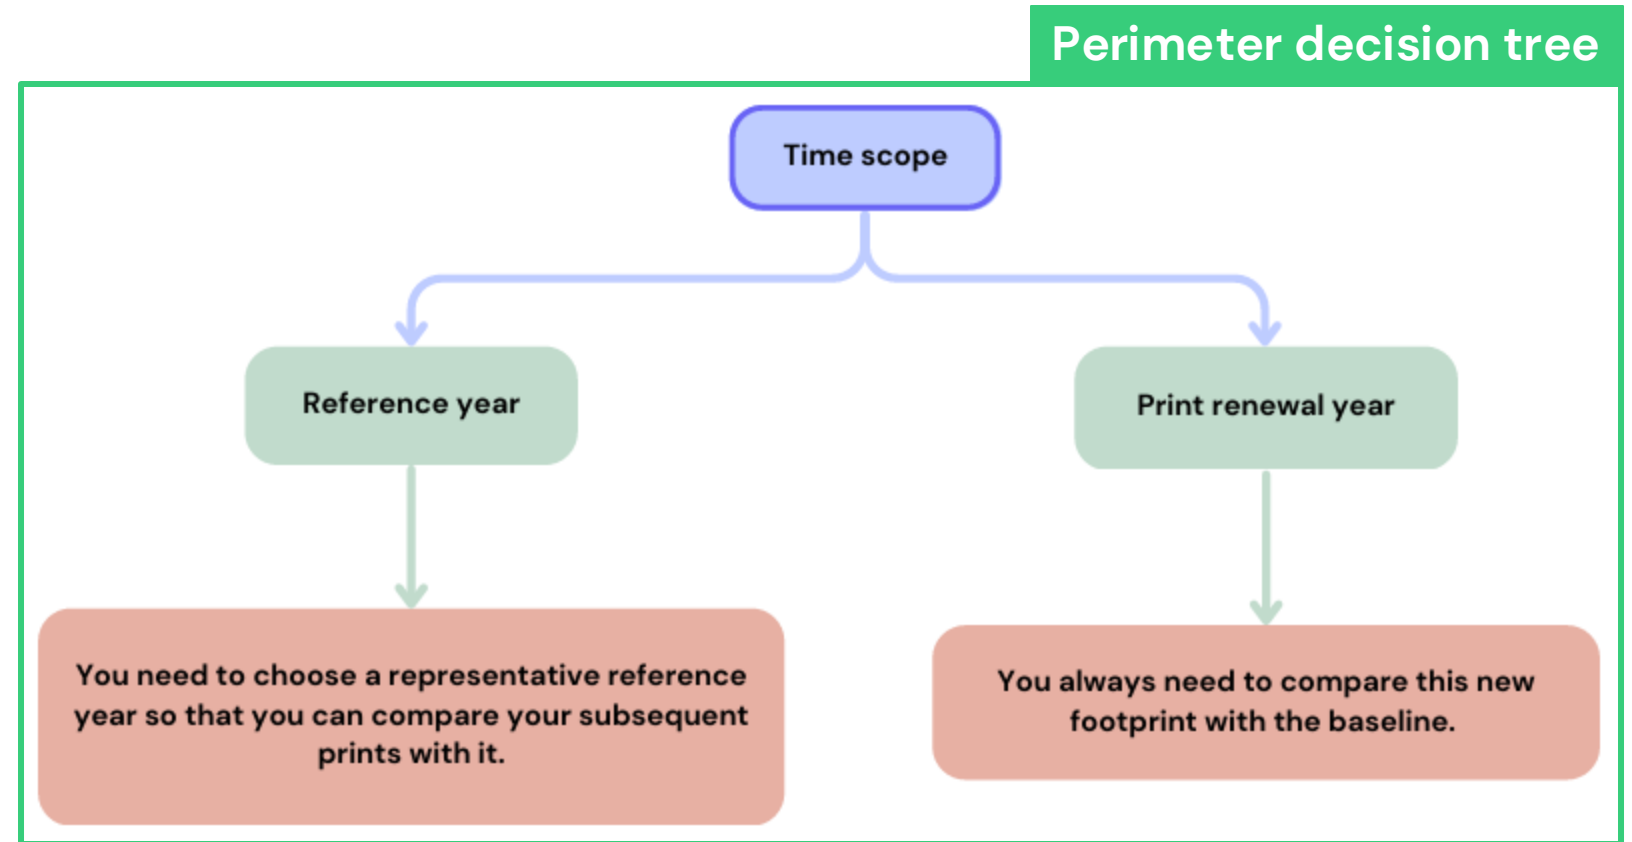 Perimeter decision tree
Time scope
Reference year
Print renewal year
You need to choose a representative reference
year so that you can compare your subsequent
prints with it.
You always need to compare this new
footprint with the baseline.